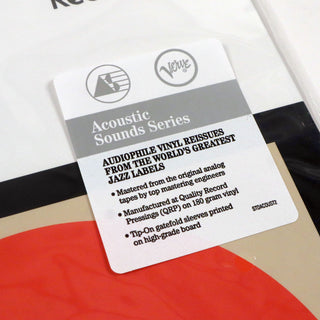 Verve
Acoustic
Sounds Series
AUDIOPHILE VINYL REISSUES
FROM THE WORLD'S GREATEST
JAZZ LABELS
• Mastered from the original analog
tapes by top mastering engineers
• Manufactured at Quality Record
Pressings (QRP) on 180 gram vinyl
• Tip-On gatefold sleeves printed
on high-grade board